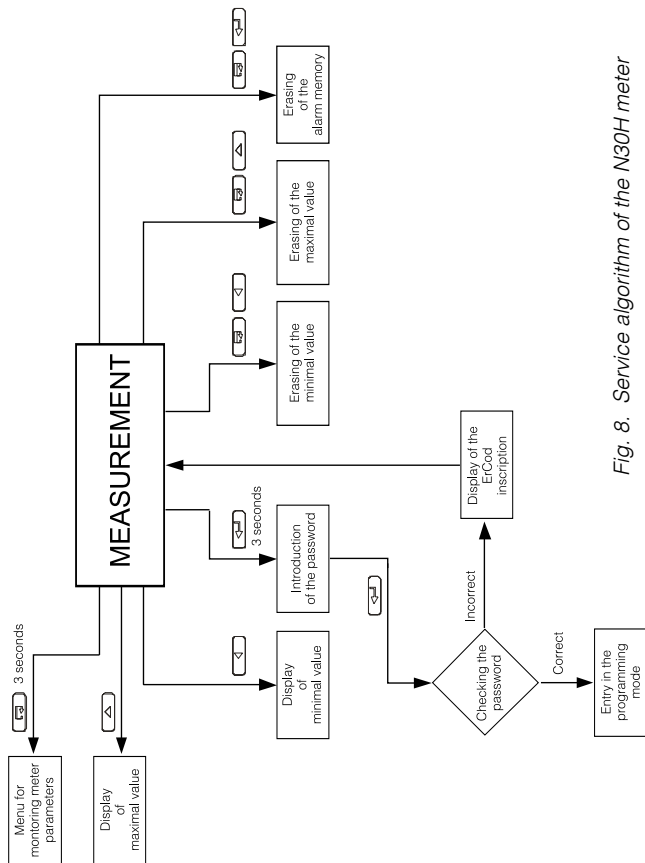 MEASUREMENT
3 seconds
Menu for
montoring meter
parameters
Display
of
maximal value
Display
of
minimal value
3 seconds
Introduction
of the password
Checking the
password
Incorrect
Correct
Display of the
ErCod
inscription
Entry in the
programming
mode
Erasing of the
minimal value
Erasing of the
maximal value
Erasing
of the
alarm memory
Fig. 8. Service algorithm of the N30H meter